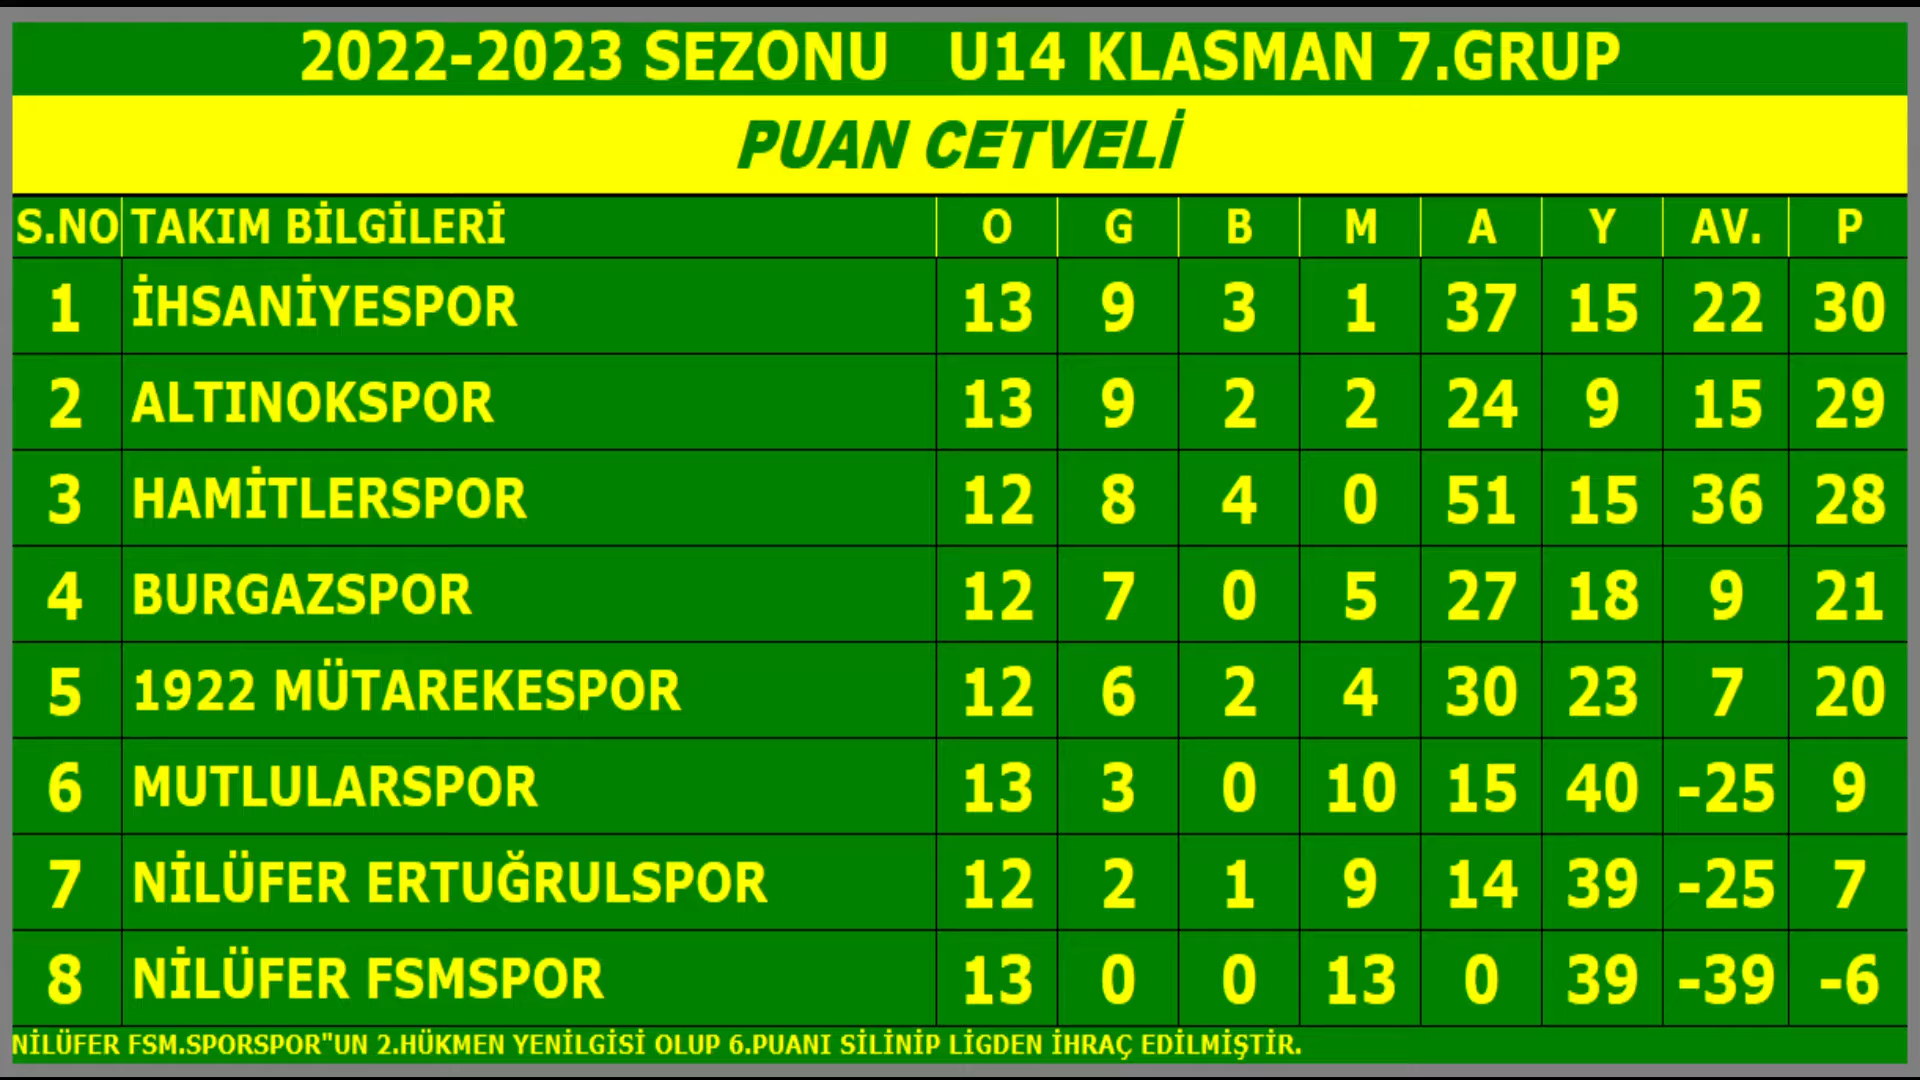 2022-2023 SEZONU U14 KLASMAN 7.GRUP
PUAN CETVELİ
S.NO TAKIM BİLGİLERİ O G B M A Y AV. P
1 İHSANİYESPOR 13 9 3 1 37 15 22 30
2 ALTINOKSPOR 13 9 2 2 24 9 15 29
3 HAMİTLERSPOR 12 8 4 0 51 15 36 28
4 BURGAZSPOR 12 7 0 5 27 18 9 21
5 1922 MÜTAREKESPOR 12 6 2 4 30 23 7 20
6 MUTLULARSPOR 13 3 0 10 15 40 -25 9
7 NİLÜFER ERTUĞRULSPOR 12 2 1 9 14 39 -25 7
8 NİLÜFER FSMSPOR 13 0 0 13 0 39 -39 -6
NİLÜFER FSM.SPORSPOR"UN 2.HÜKMEN YENİLGİSİ OLUP 6.PUANI SİLİNİP LİGDEN İHRAÇ EDİLMİŞTİR.